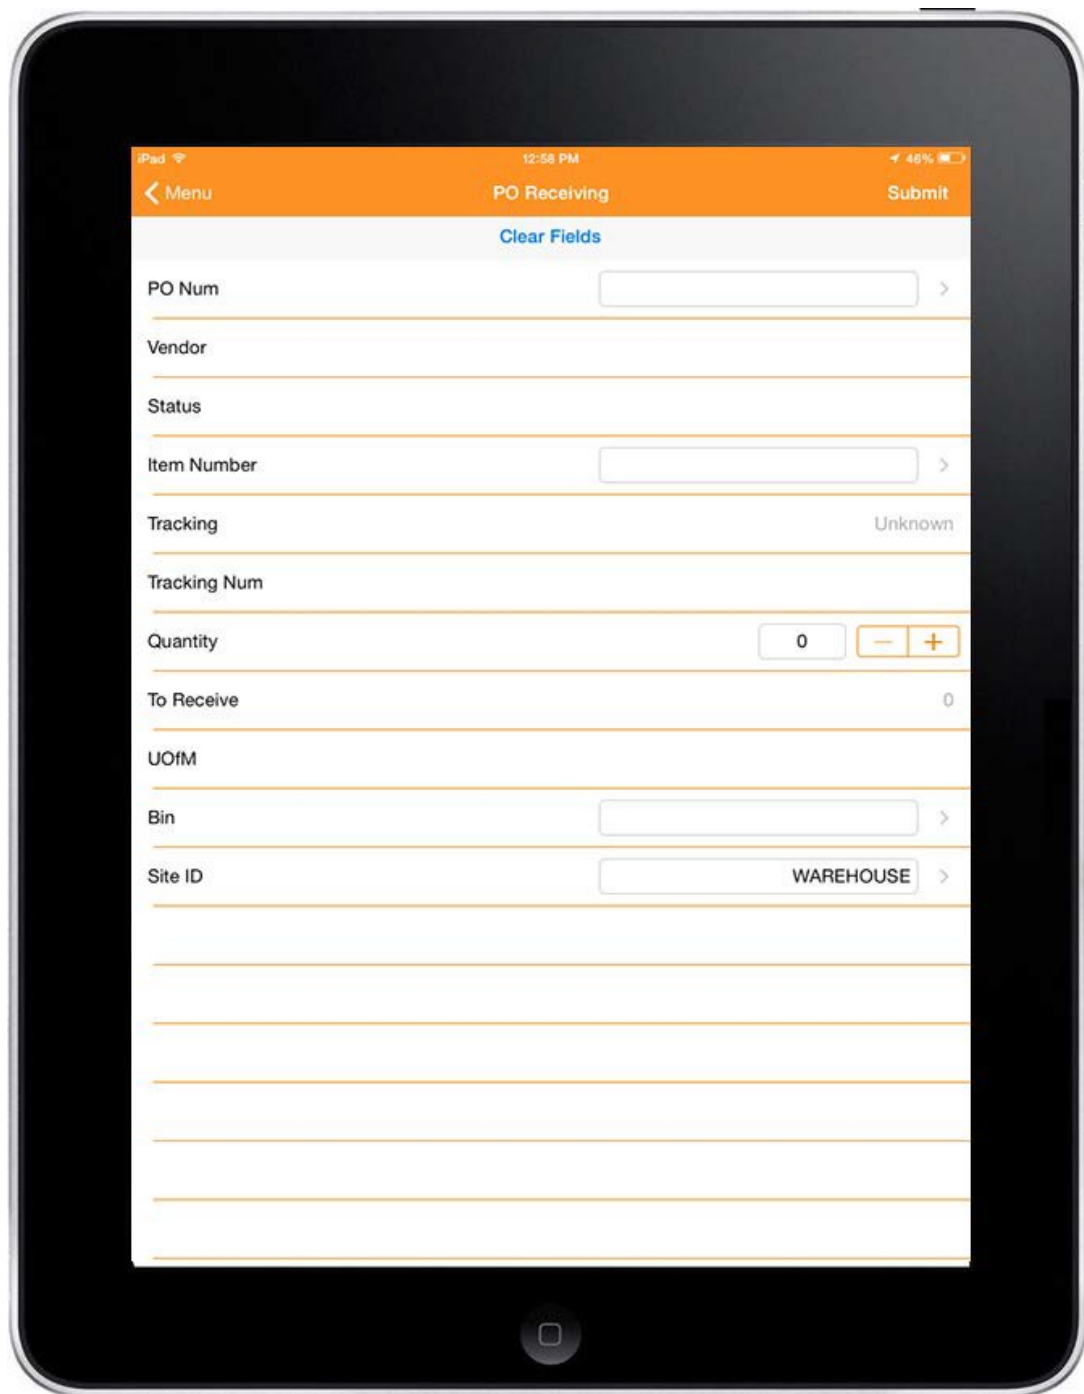 iPad 12:58 PM 46%
Menu PO Receiving Submit
Clear Fields
PO Num
Vendor
Status
Item Number
Tracking Unknown
Tracking Num
Quantity 0 − +
To Receive 0
UOfM
Bin
Site ID WAREHOUSE